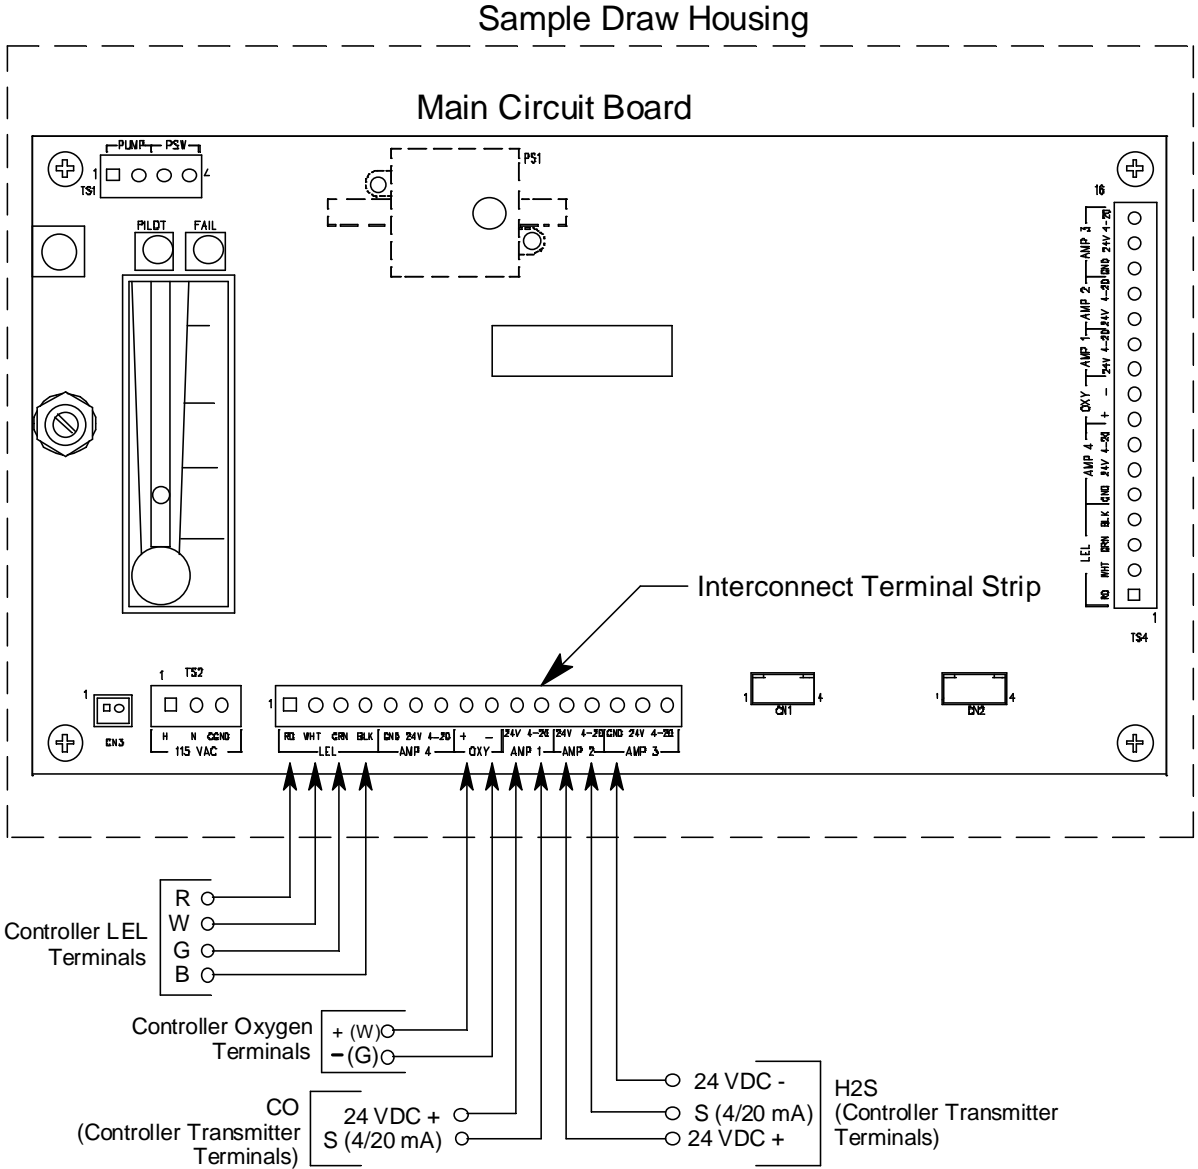 Sample Draw Housing
Main Circuit Board
PUMP PSW
1 4
TS1
PS1
PILOT FAIL
16
AMP 3 4-20 24V GND
AMP 2 4-20 24V
AMP 1 4-20 24V
OXY - +
AMP 4 4-20 24V GND
LEL BLK GRN WHT RD
1
TS4
Interconnect Terminal Strip
1 TS2
1
CN3
H N CGND
115 VAC
1
RD WHT GRN BLK GND 24V 4-20 + - 24V 4-20 24V 4-20 GND 24V 4-20
LEL AMP 4 OXY AMP 1 AMP 2 AMP 3
1 4
CN1
1 4
CN2
R
W
G
B
Controller LEL
Terminals
Controller Oxygen
Terminals
+ (W)
- (G)
CO
(Controller Transmitter
Terminals)
24 VDC +
S (4/20 mA)
24 VDC -
S (4/20 mA)
24 VDC +
H2S
(Controller Transmitter
Terminals)